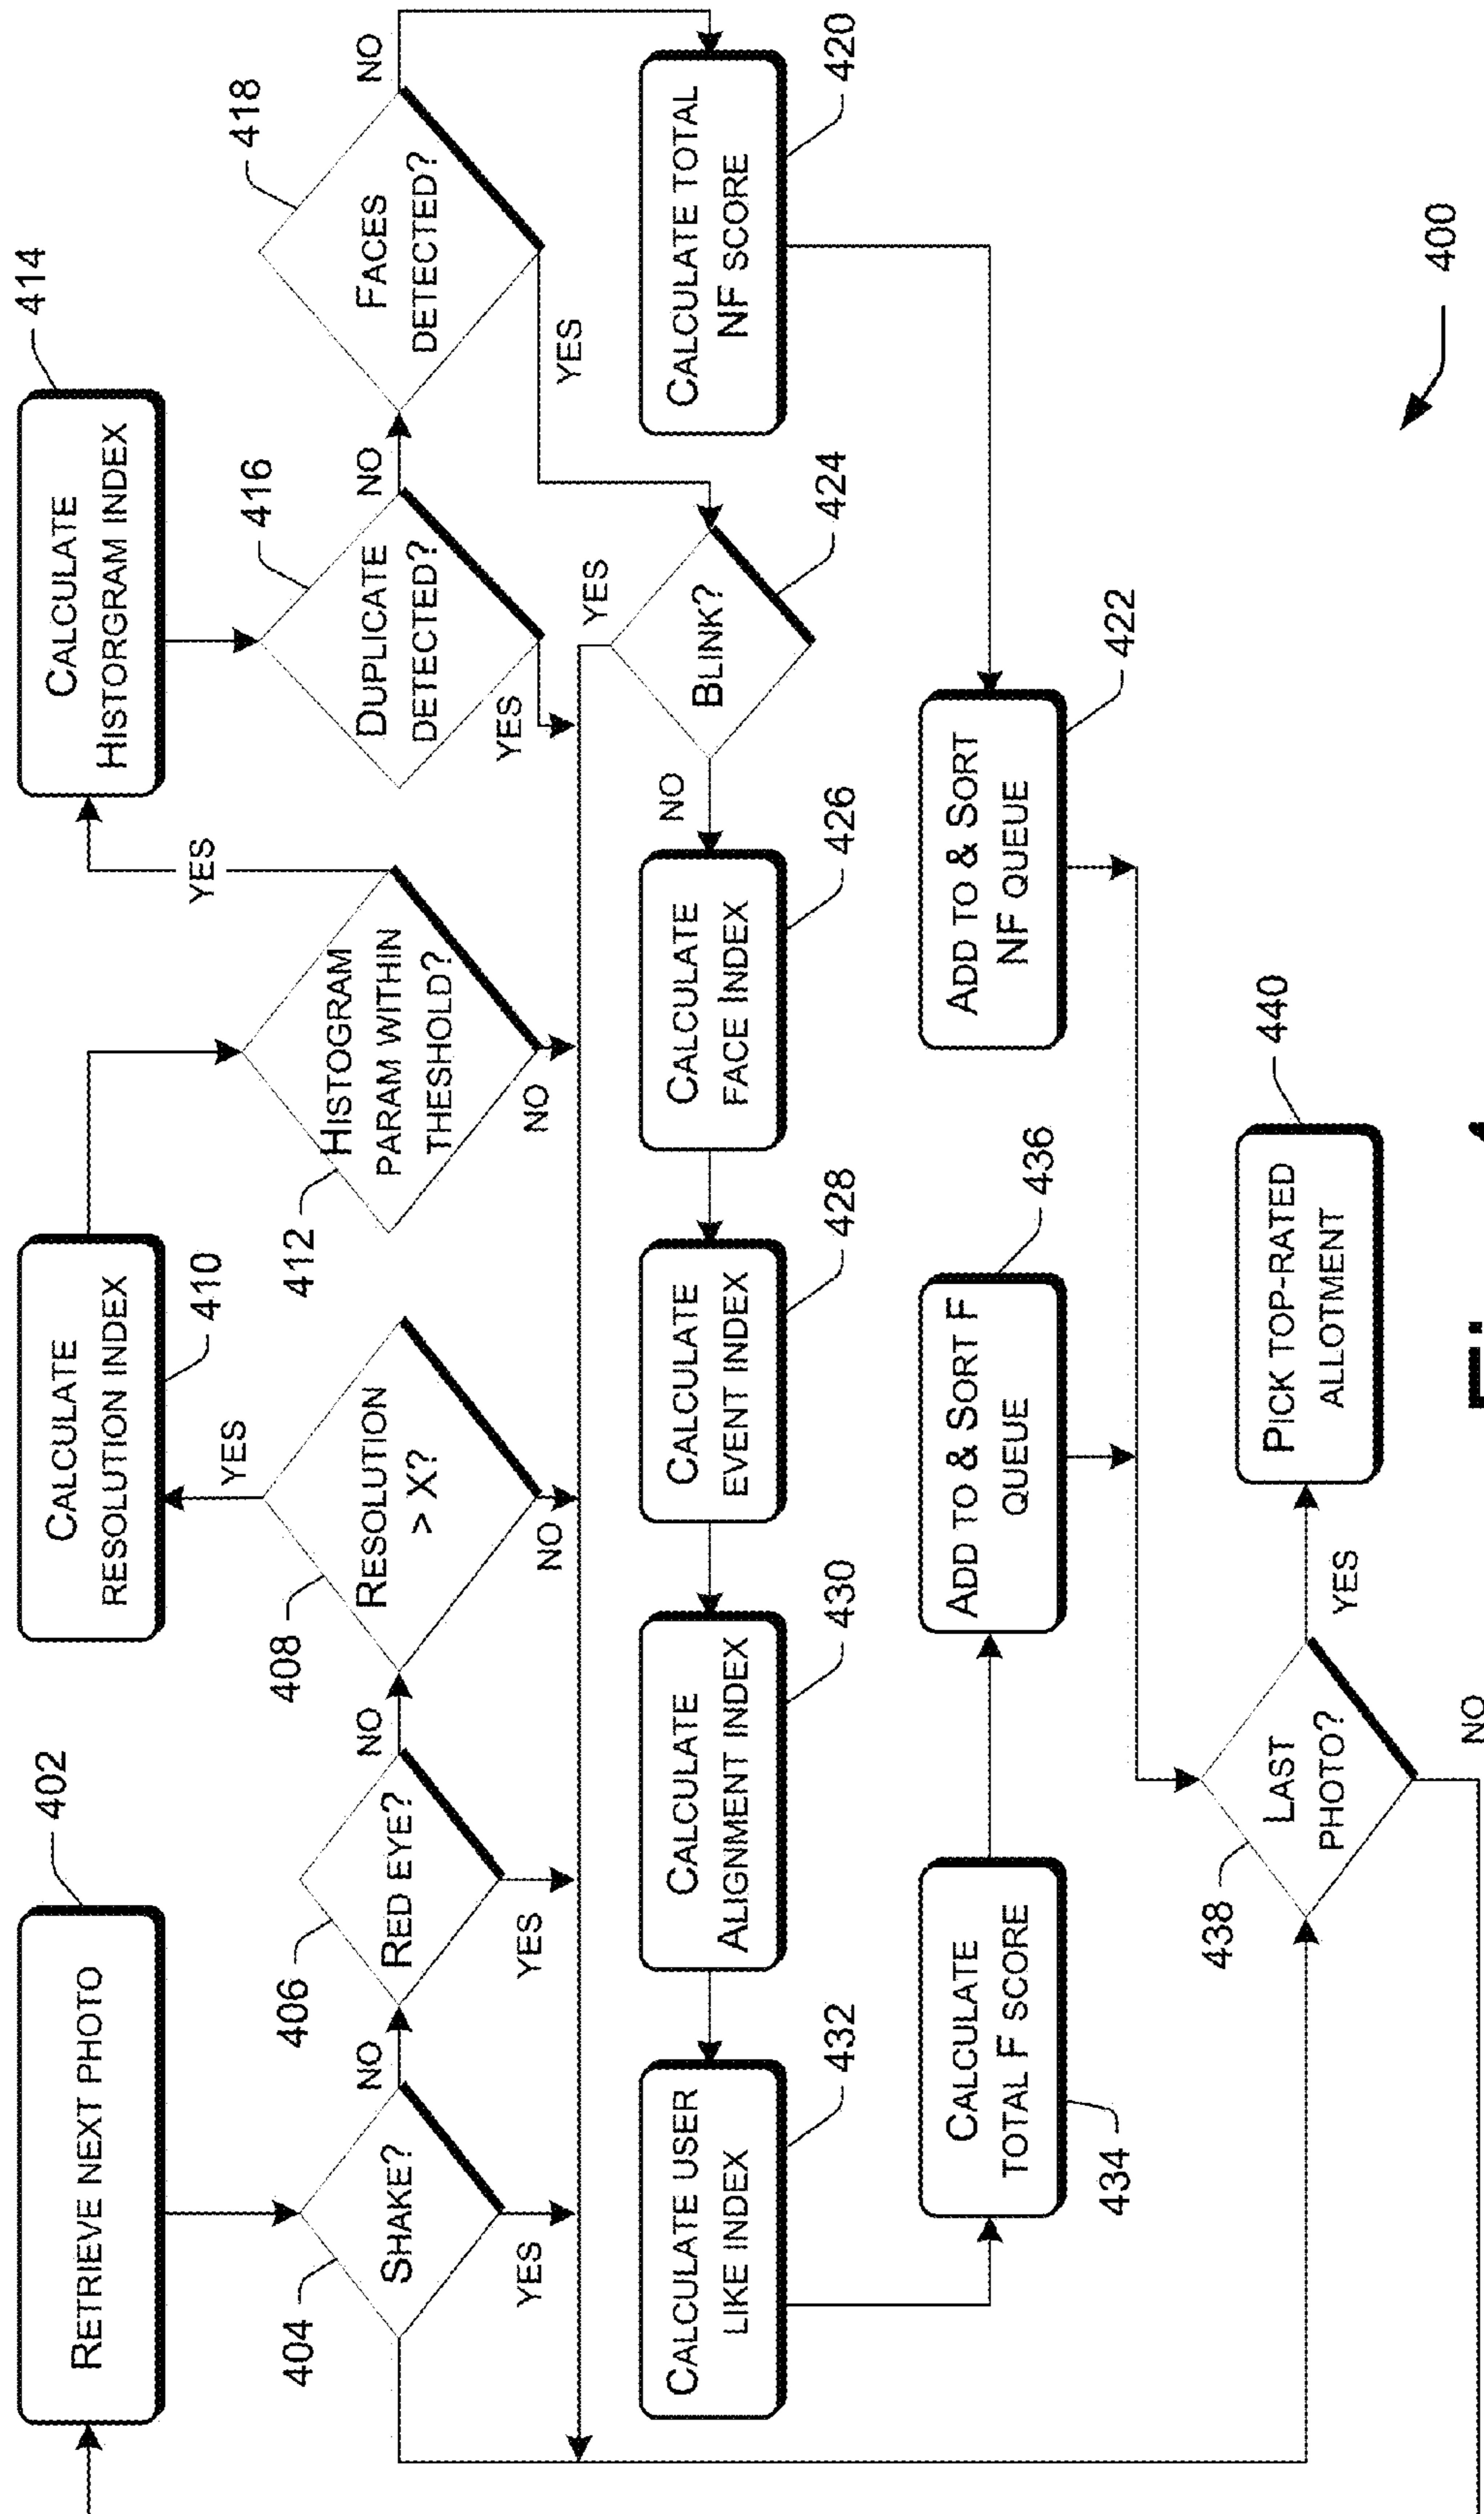 402
RETRIEVE NEXT PHOTO
404
SHAKE?
NO
YES
406
RED EYE?
NO
YES
408
RESOLUTION
> X?
YES
NO
CALCULATE
RESOLUTION INDEX
410
412
HISTOGRAM
PARAM WITHIN
THESHOLD?
YES
NO
414
CALCULATE
HISTORGRAM INDEX
416
DUPLICATE
DETECTED?
NO
YES
418
FACES
DETECTED?
NO
YES
CALCULATE TOTAL
NF SCORE
420
ADD TO & SORT
NF QUEUE
422
BLINK?
424
YES
NO
CALCULATE
FACE INDEX
426
CALCULATE
EVENT INDEX
428
CALCULATE
ALIGNMENT INDEX
430
CALCULATE USER
LIKE INDEX
432
CALCULATE
TOTAL F SCORE
434
ADD TO & SORT F
QUEUE
436
438
LAST
PHOTO?
YES
NO
PICK TOP-RATED
ALLOTMENT
440
400